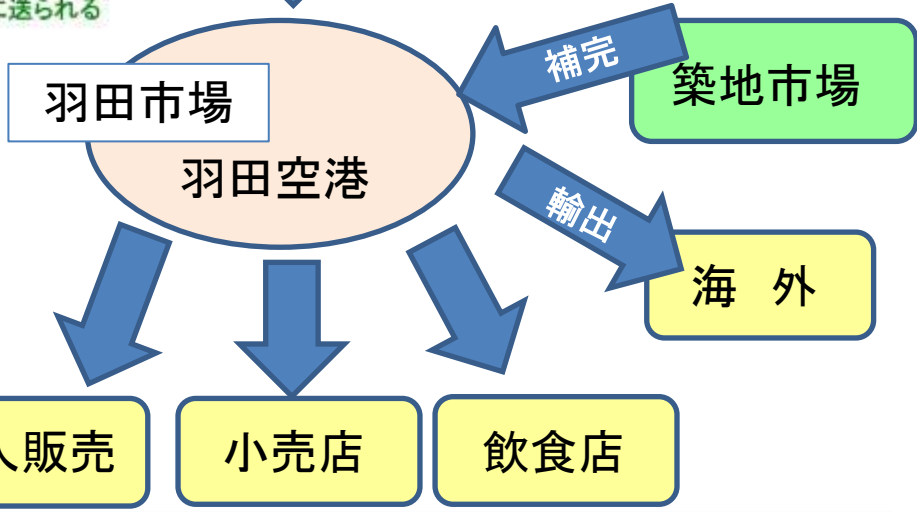 に送られる
補完
築地市場
羽田市場
羽田空港
輸出
海　外
人販売
小売店
飲食店